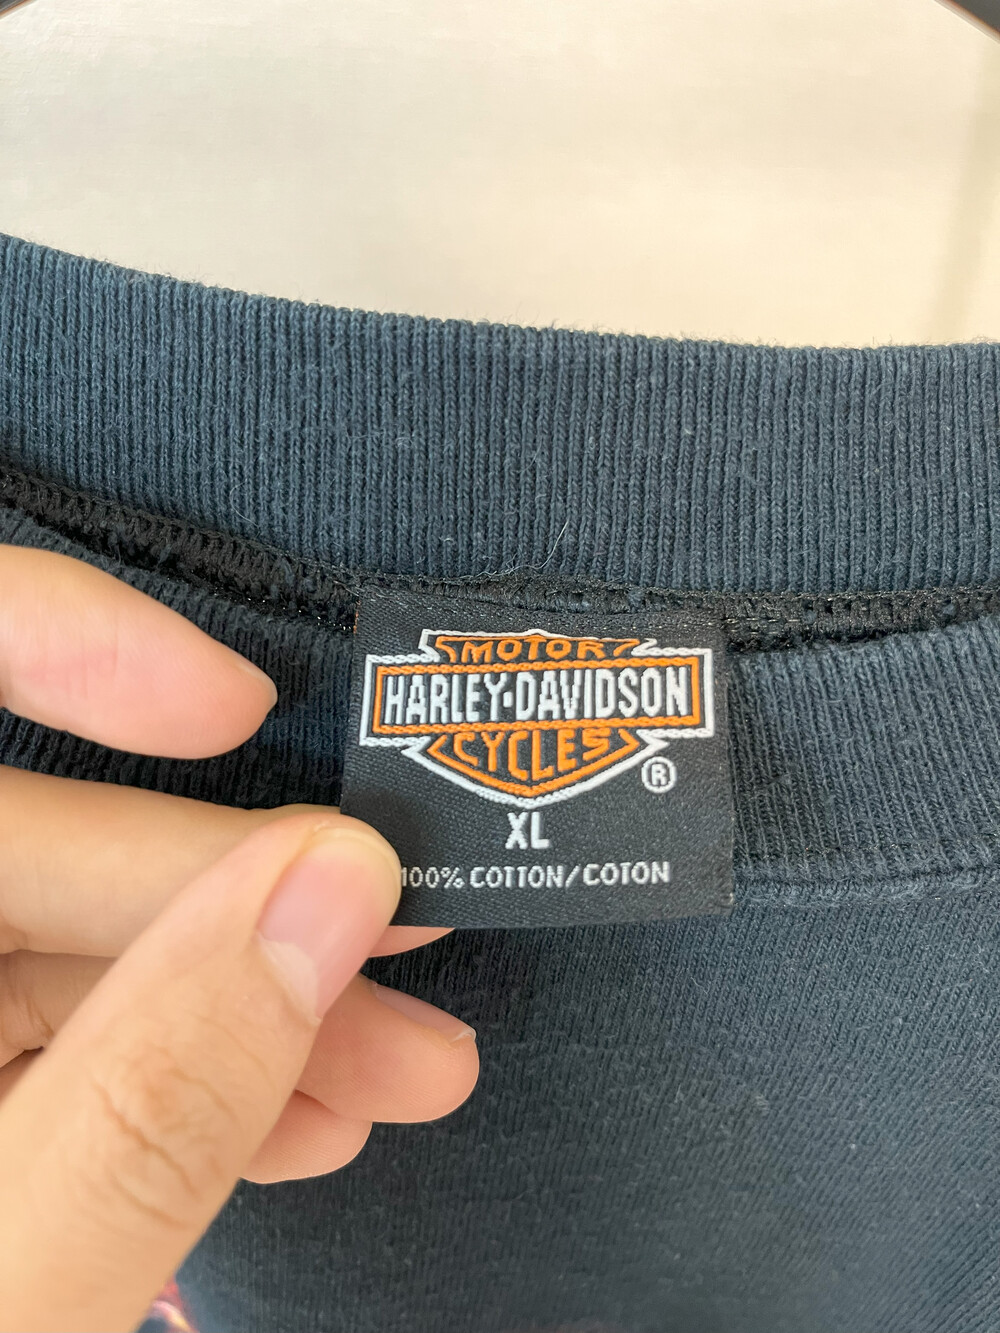 MOTOR
HARLEY-DAVIDSON
CYCLES
®
XL
100% COTTON/COTON